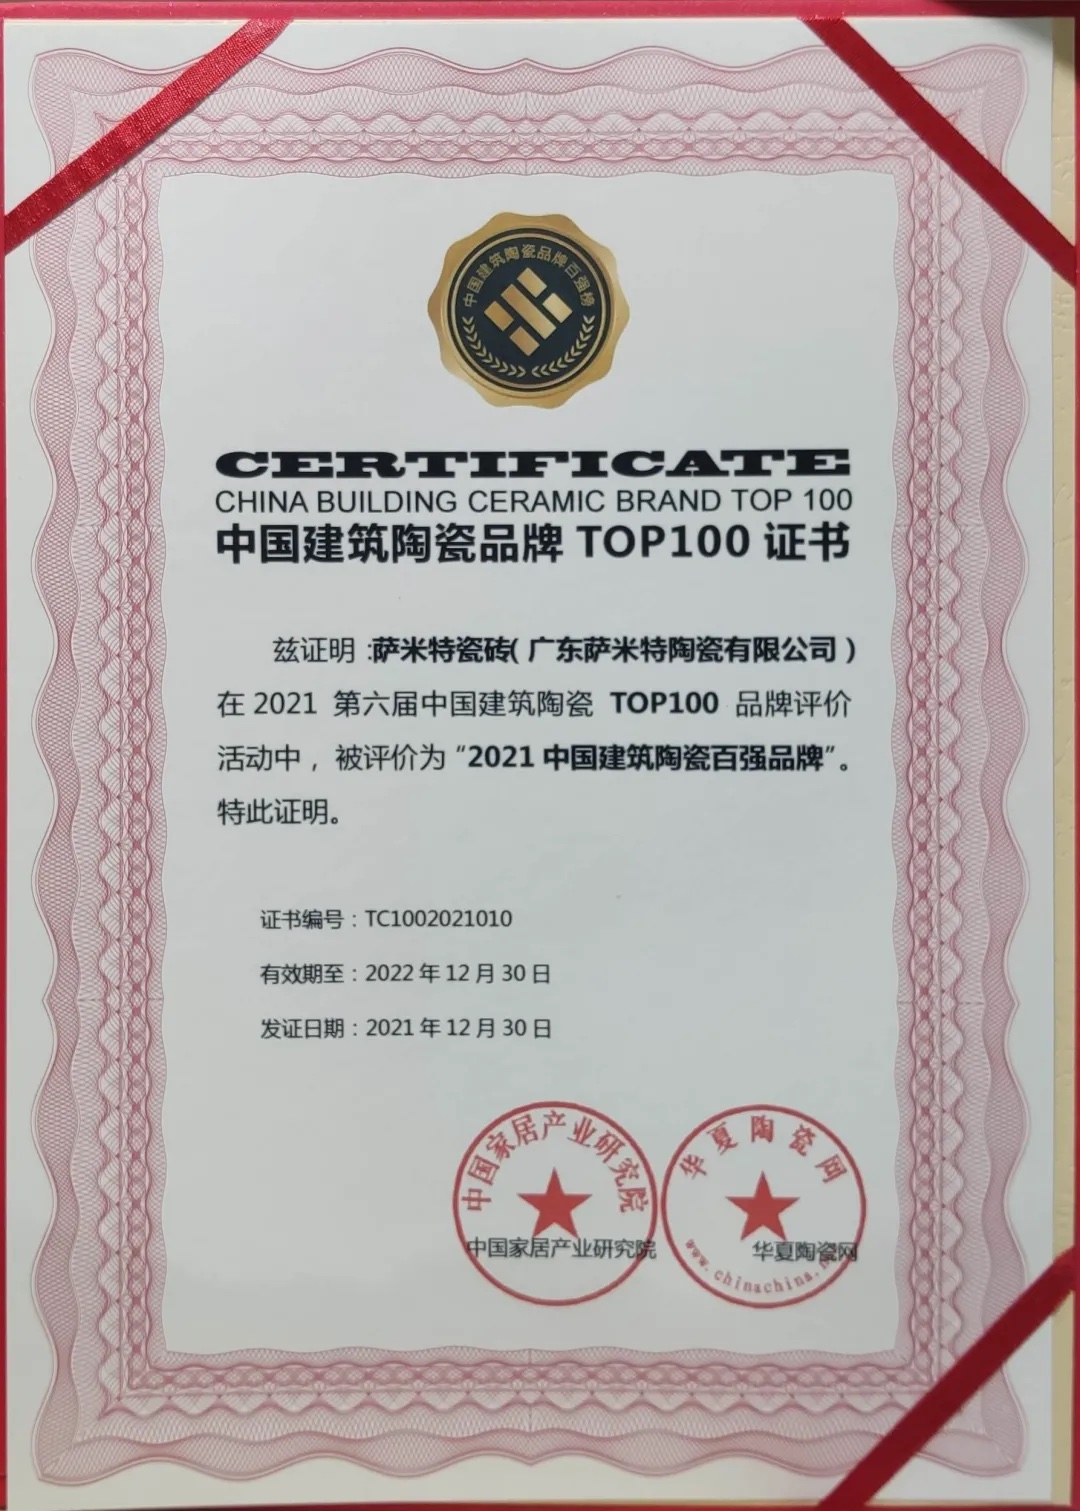 中国建筑陶瓷品牌百强榜
CERTIFICATE
CHINA BUILDING CERAMIC BRAND TOP 100
中国建筑陶瓷品牌 TOP100 证书
兹证明：萨米特瓷砖（广东萨米特陶瓷有限公司）
在 2021 第六届中国建筑陶瓷 TOP100 品牌评价
活动中，被评价为“2021 中国建筑陶瓷百强品牌”。
特此证明。
证书编号：TC1002021010
有效期至：2022 年 12 月 30 日
发证日期：2021 年 12 月 30 日
中国家居产业研究院
中国家居产业研究院
华夏陶瓷网
华夏陶瓷网
www.chinachina.